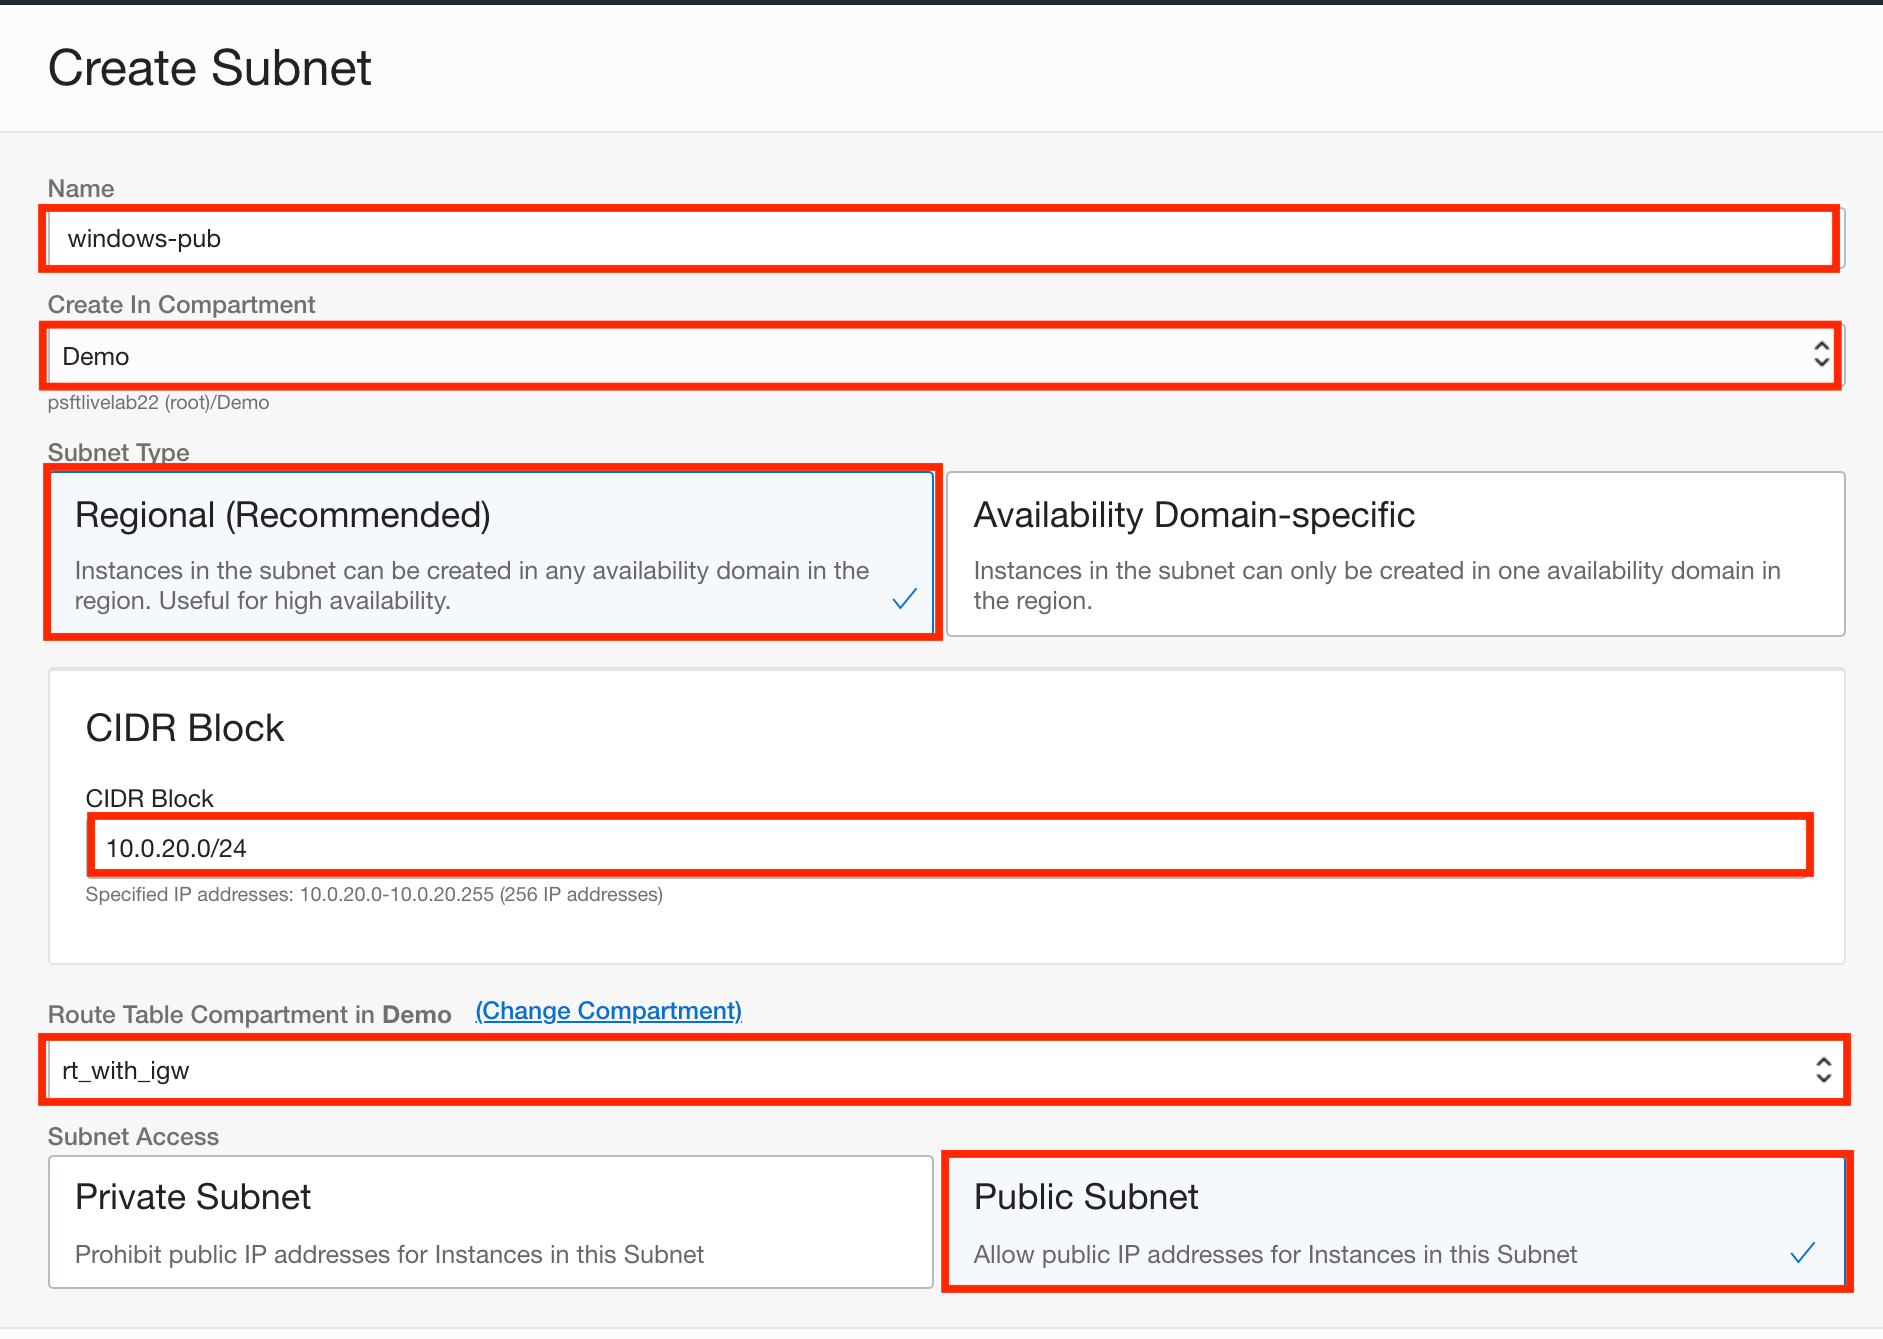 Create Subnet
Name
windows-pub
Create In Compartment
Demo
psftlivelab22 (root)/Demo
Subnet Type
Regional (Recommended)
Instances in the subnet can be created in any availability domain in the
region. Useful for high availability.
Availability Domain-specific
Instances in the subnet can only be created in one availability domain in
the region.
CIDR Block
CIDR Block
10.0.20.0/24
Specified IP addresses: 10.0.20.0-10.0.20.255 (256 IP addresses)
Route Table Compartment in Demo (Change Compartment)
rt_with_igw
Subnet Access
Private Subnet
Prohibit public IP addresses for Instances in this Subnet
Public Subnet
Allow public IP addresses for Instances in this Subnet